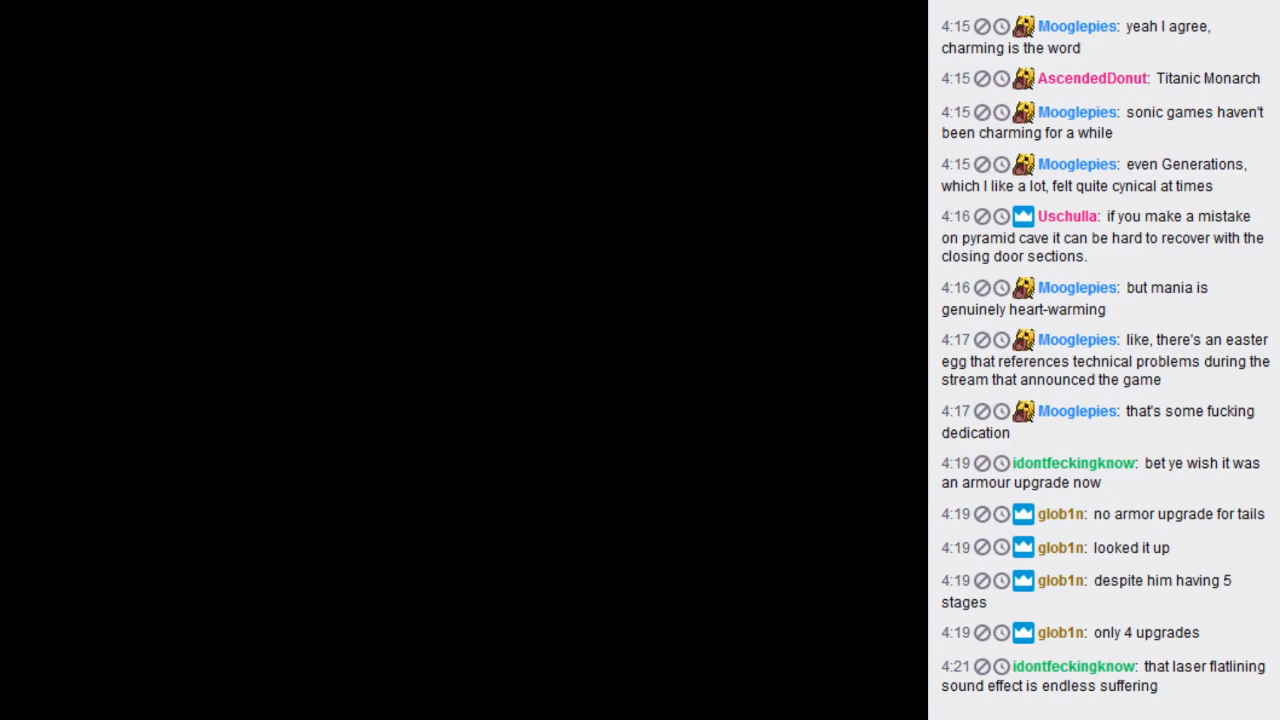 4:15 Mooglepies: yeah I agree,
charming is the word
4:15 AscendedDonut: Titanic Monarch
4:15 Mooglepies: sonic games haven't
been charming for a while
4:15 Mooglepies: even Generations,
which I like a lot, felt quite cynical at times
4:16 Uschulla: if you make a mistake
on pyramid cave it can be hard to recover with the
closing door sections.
4:16 Mooglepies: but mania is
genuinely heart-warming
4:17 Mooglepies: like, there's an easter
egg that references technical problems during the
stream that announced the game
4:17 Mooglepies: that's some fucking
dedication
4:19 idontfeckingknow: bet ye wish it was
an armour upgrade now
4:19 glob1n: no armor upgrade for tails
4:19 glob1n: looked it up
4:19 glob1n: despite him having 5
stages
4:19 glob1n: only 4 upgrades
4:21 idontfeckingknow: that laser flatlining
sound effect is endless suffering